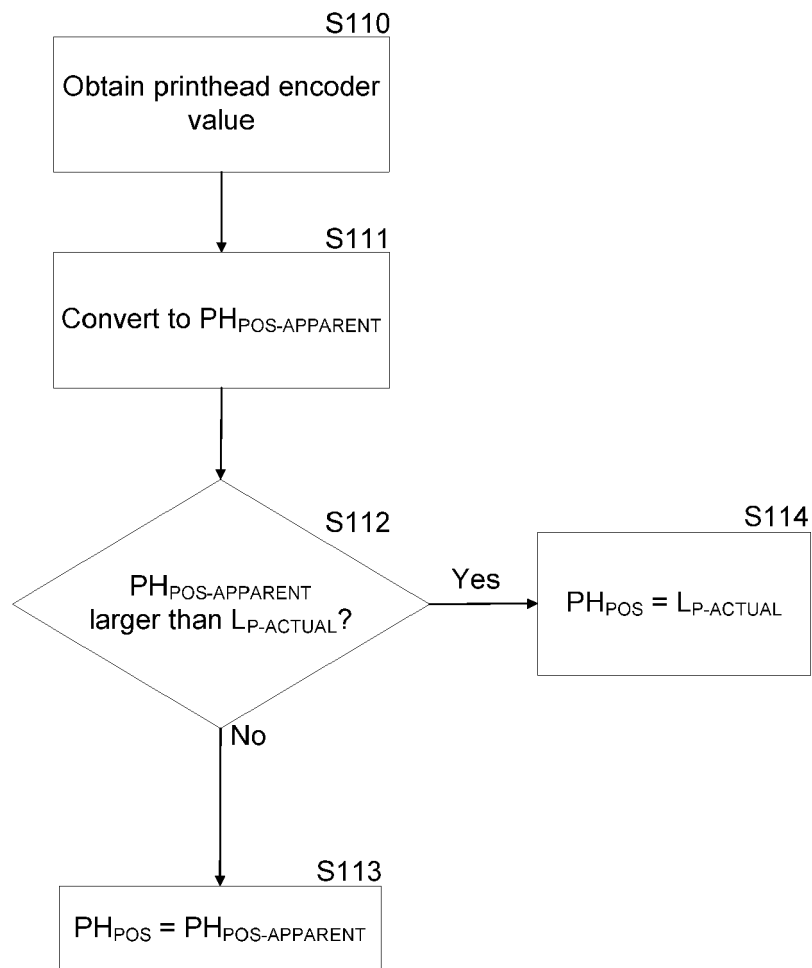 S110
Obtain printhead encoder
value
S111
Convert to PHPOS-APPARENT
S112
PHPOS-APPARENT
larger than LP-ACTUAL?
Yes
S114
PHPOS = LP-ACTUAL
No
S113
PHPOS = PHPOS-APPARENT